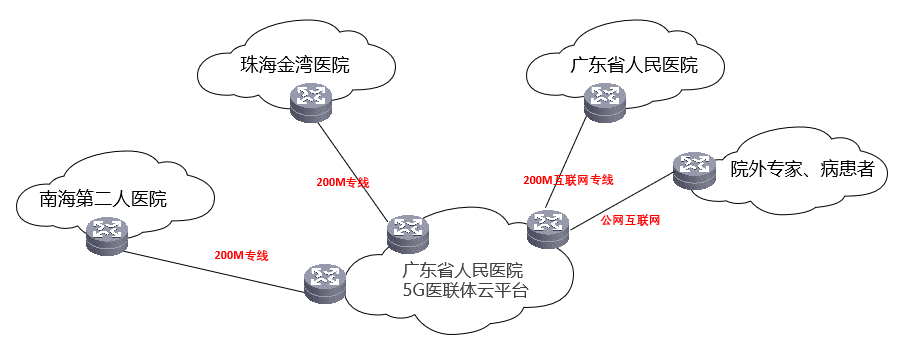 珠海金湾医院
广东省人民医院
院外专家、病患者
南海第二人医院
200M专线
200M互联网专线
公网互联网
200M专线
广东省人民医院
5G医联体云平台